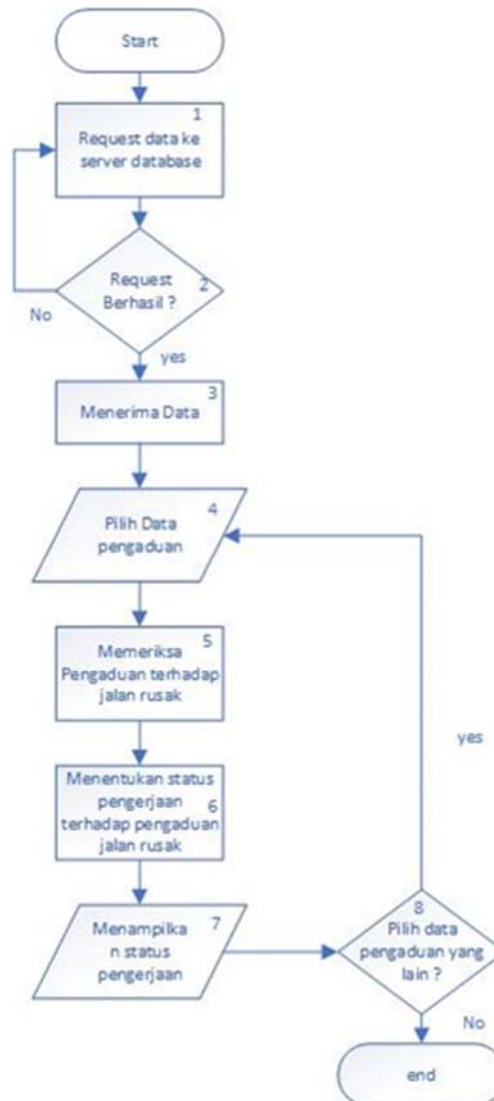 Start
1
Request data ke
server database
Request
Berhasil ?
2
No
yes
3
Menerima Data
4
Pilih Data
pengaduan
5
Memeriksa
Pengaduan terhadap
jalan rusak
Menentukan status
pengerjaan
6
terhadap pengaduan
jalan rusak
7
Menampilka
n status
pengerjaan
8
Pilih data
pengaduan yang
lain ?
yes
No
end